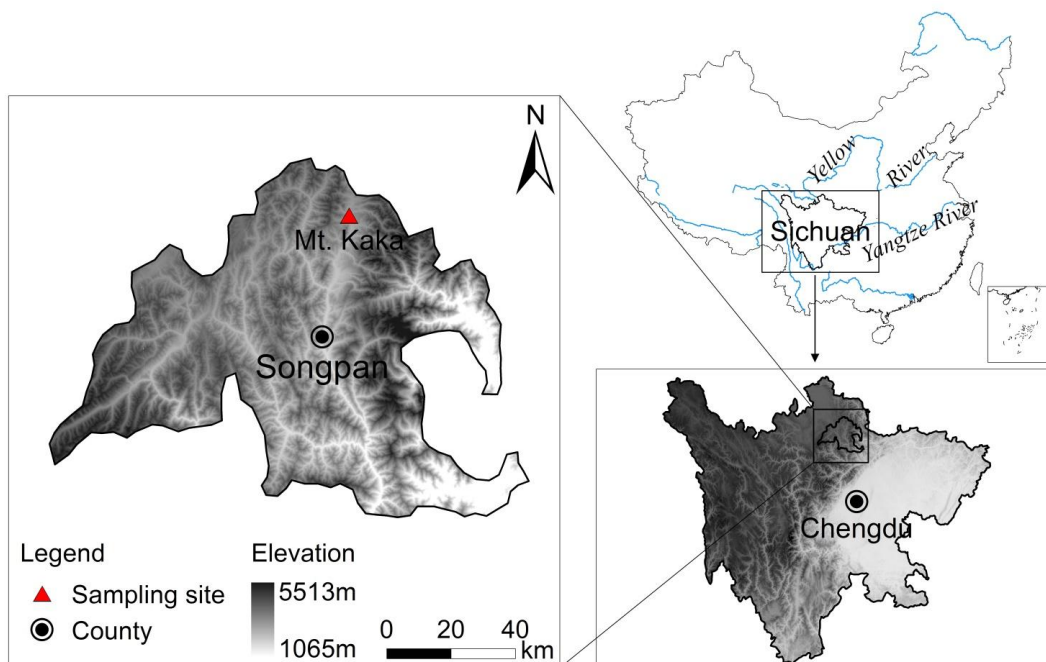 N
Mt. Kaka
Songpan
Legend
Sampling site
County
Elevation
5513m
1065m
0 20 40
km
Yellow River
Sichuan
Yangtze River
Chengdu